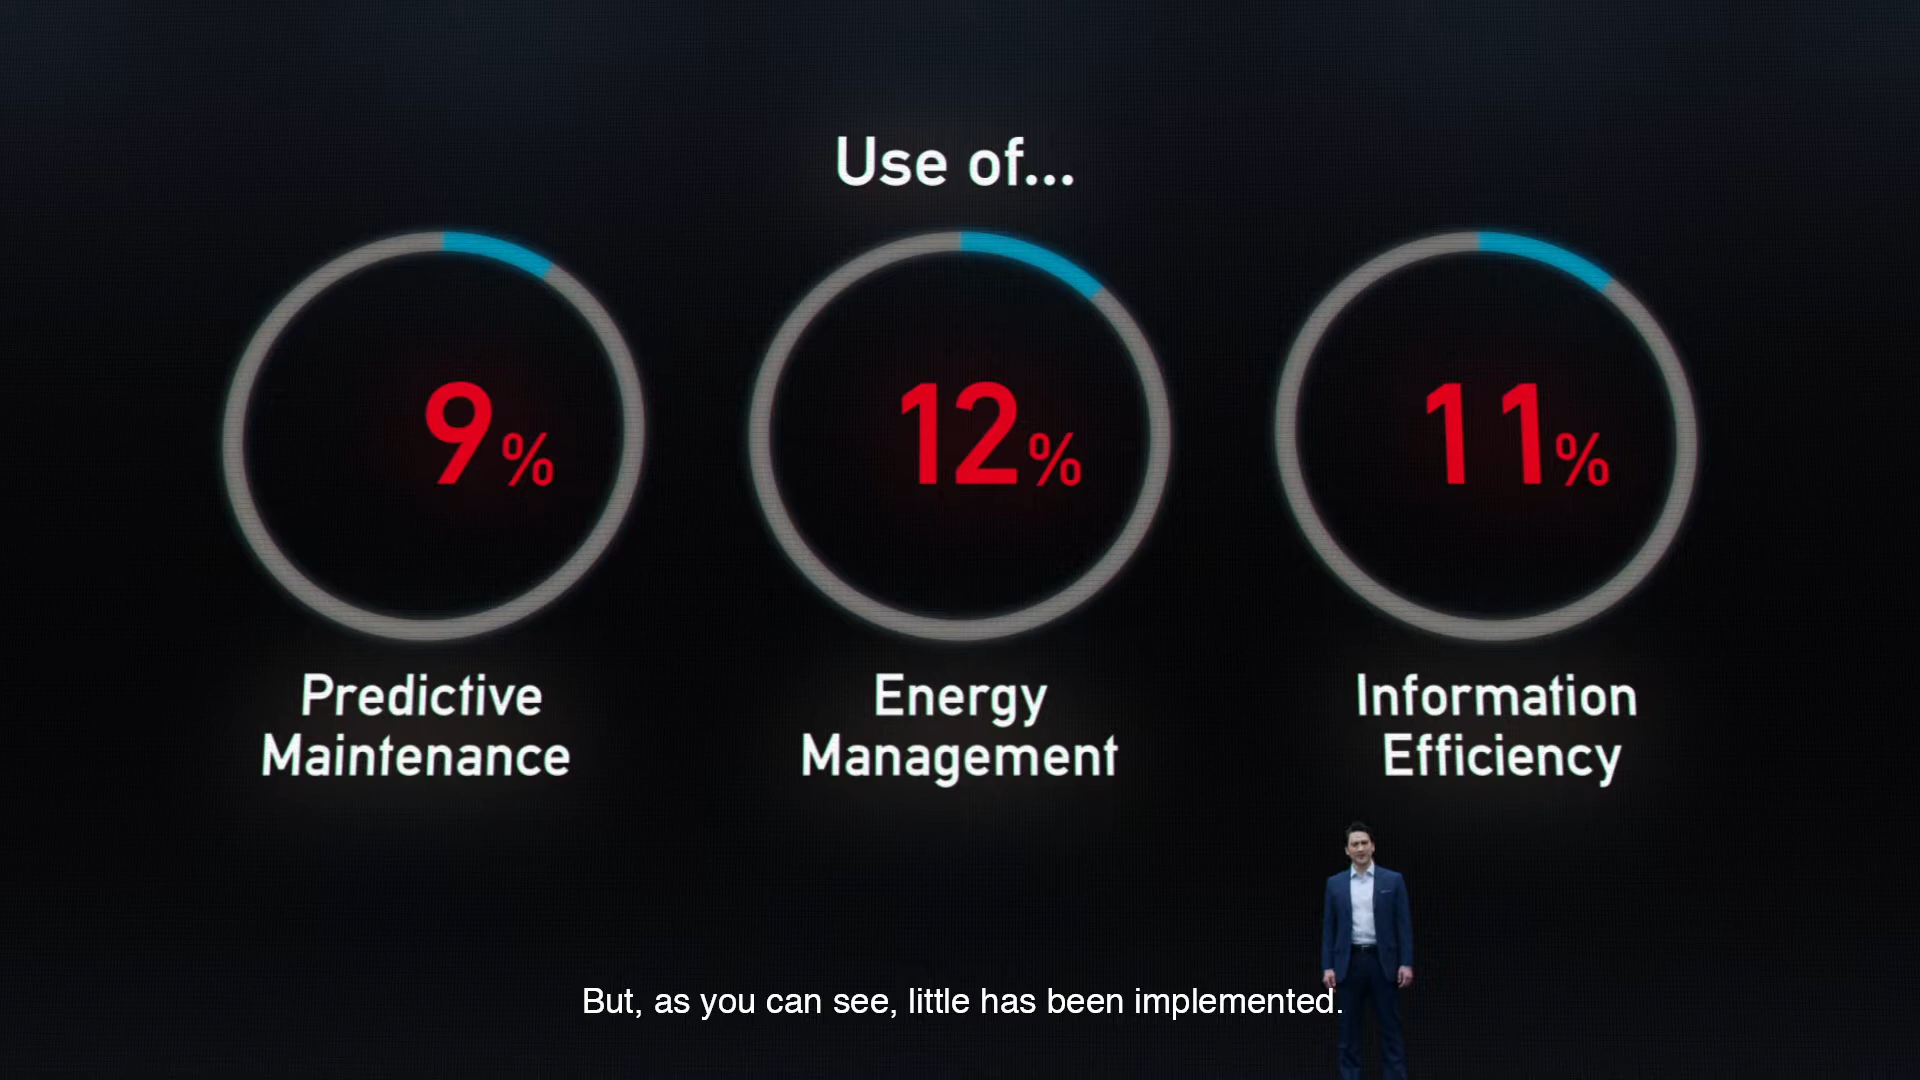 Use of...
9%
12%
11%
Predictive
Maintenance
Energy
Management
Information
Efficiency
But, as you can see, little has been implemented.